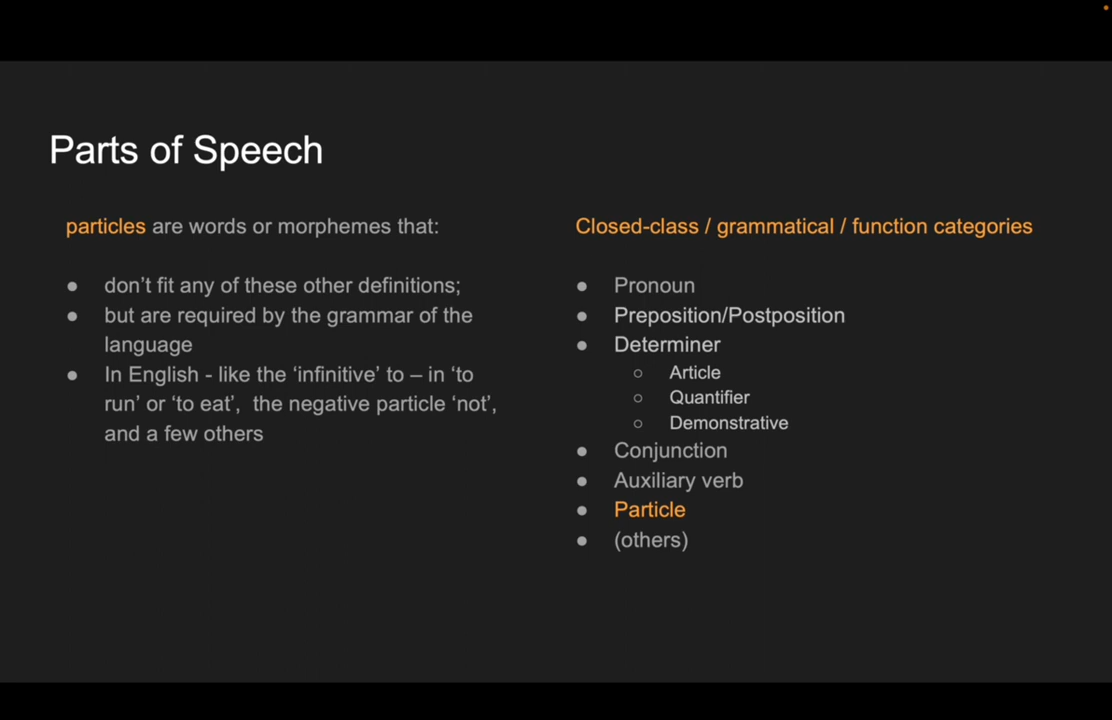 Parts of Speech
particles are words or morphemes that:
● don’t fit any of these other definitions;
● but are required by the grammar of the
language
● In English - like the ‘infinitive’ to – in ‘to
run’ or ‘to eat’,  the negative particle ‘not’,
and a few others
Closed-class / grammatical / function categories
● Pronoun
● Preposition/Postposition
● Determiner
○ Article
○ Quantifier
○ Demonstrative
● Conjunction
● Auxiliary verb
● Particle
● (others)